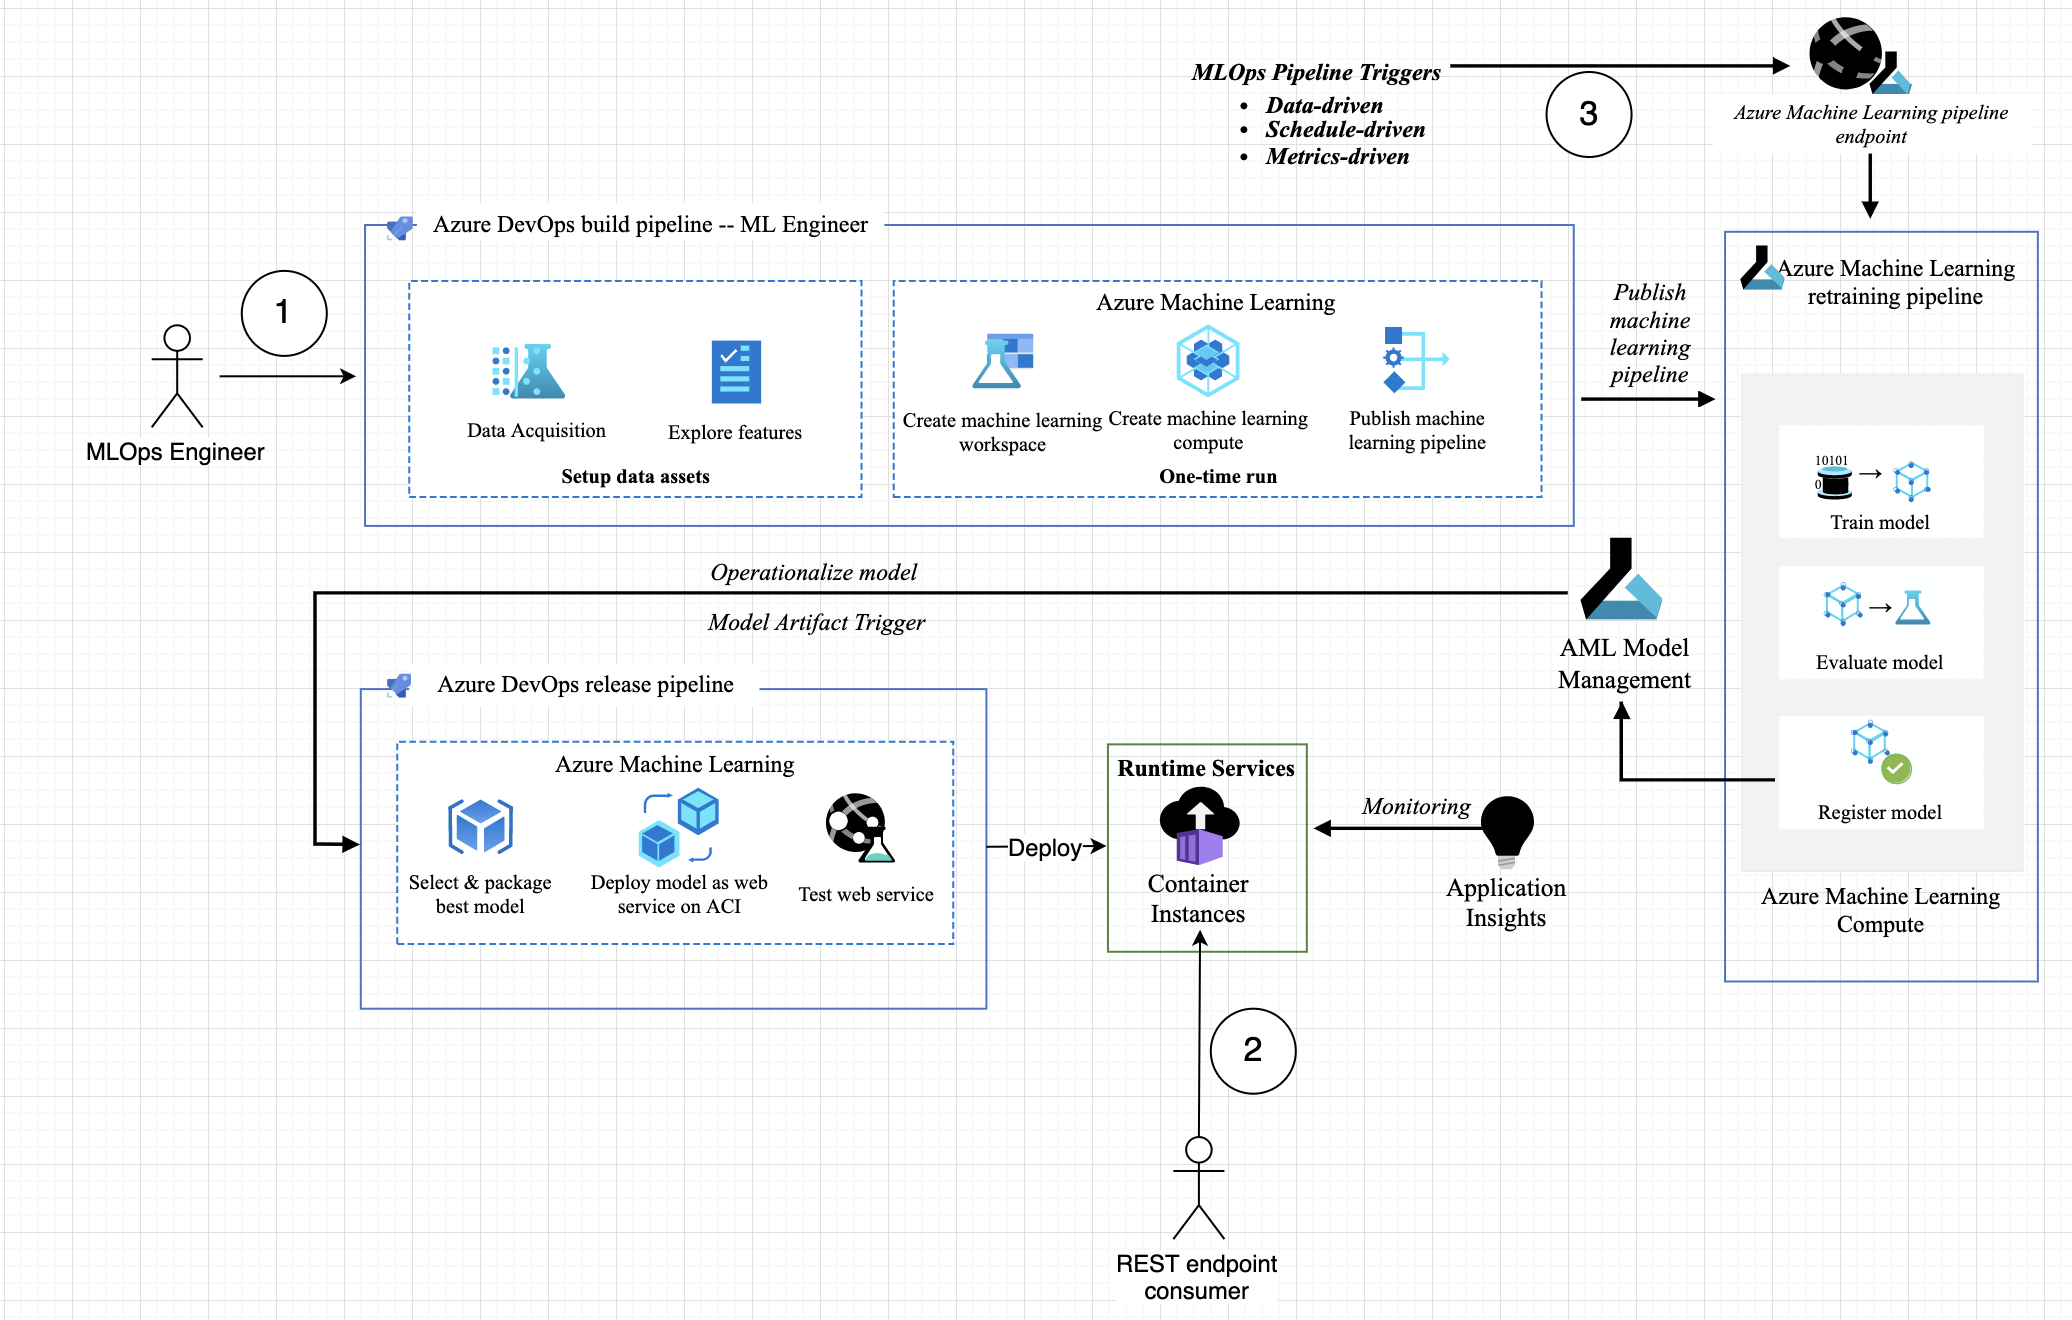 MLOps Pipeline Triggers
• Data-driven
• Schedule-driven
• Metrics-driven
3
Azure Machine Learning pipeline
endpoint
Azure DevOps build pipeline -- ML Engineer
1
MLOps Engineer
Data Acquisition
Explore features
Setup data assets
Azure Machine Learning
Create machine learning
workspace
Create machine learning
compute
Publish machine
learning pipeline
One-time run
Publish
machine
learning
pipeline
Azure Machine Learning
retraining pipeline
10101
0
Train model
Evaluate model
Register model
Azure Machine Learning
Compute
Operationalize model
Model Artifact Trigger
AML Model
Management
Azure DevOps release pipeline
Azure Machine Learning
Select & package
best model
Deploy model as web
service on ACI
Test web service
Deploy
Runtime Services
Container
Instances
Monitoring
Application
Insights
2
REST endpoint
consumer